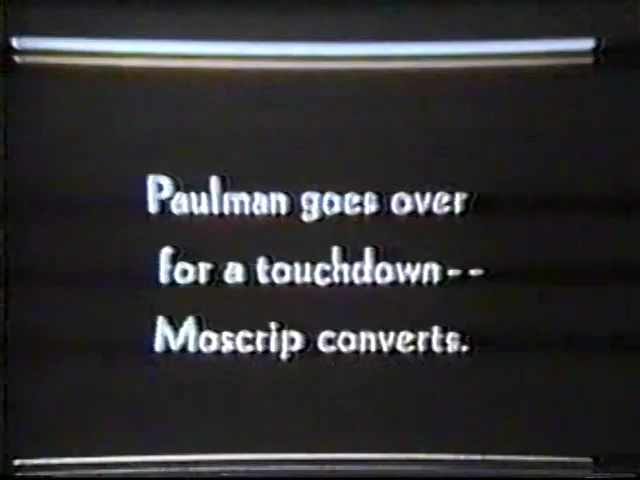 Paulman goes over
for a touchdown--
Moscrip converts.